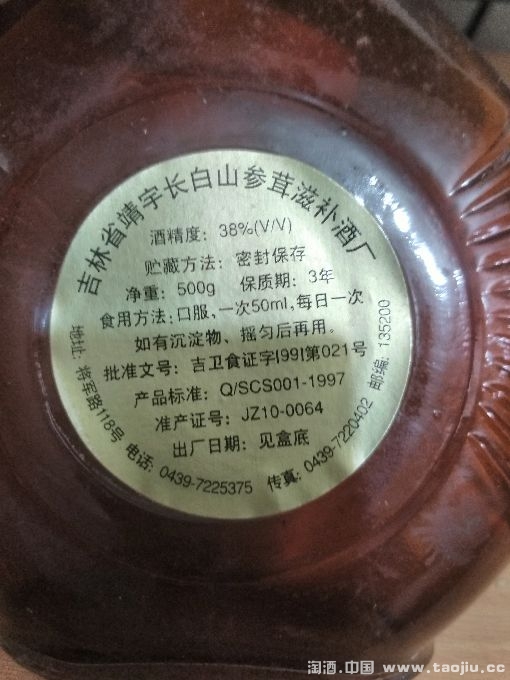 吉林省靖宇长白山参茸滋补酒厂
酒精度：38%(V/V)
贮藏方法：密封保存
净重：500g 保质期：3年
食用方法：口服，一次50ml，每日一次
如有沉淀物、摇匀后再用。
批准文号：吉卫食证字1991第021号
产品标准：Q/SCS001-1997
准产证号：JZ10-0064
出厂日期：见盒底
地址：将军路118号 电话：0439-7225375 传真：0439-7220402 邮编：135200
淘酒.中国 www.taojiu.cc